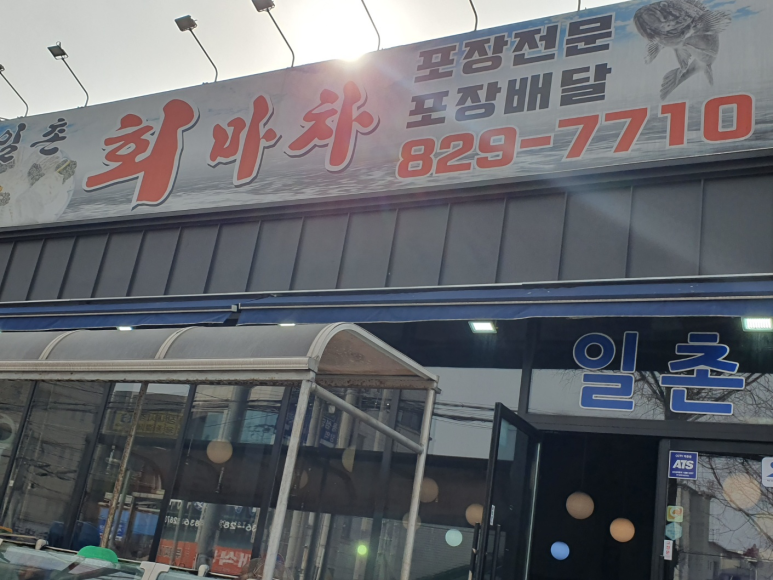 일촌 회마차
포장전문
포장배달
829-7710
일촌
ATS